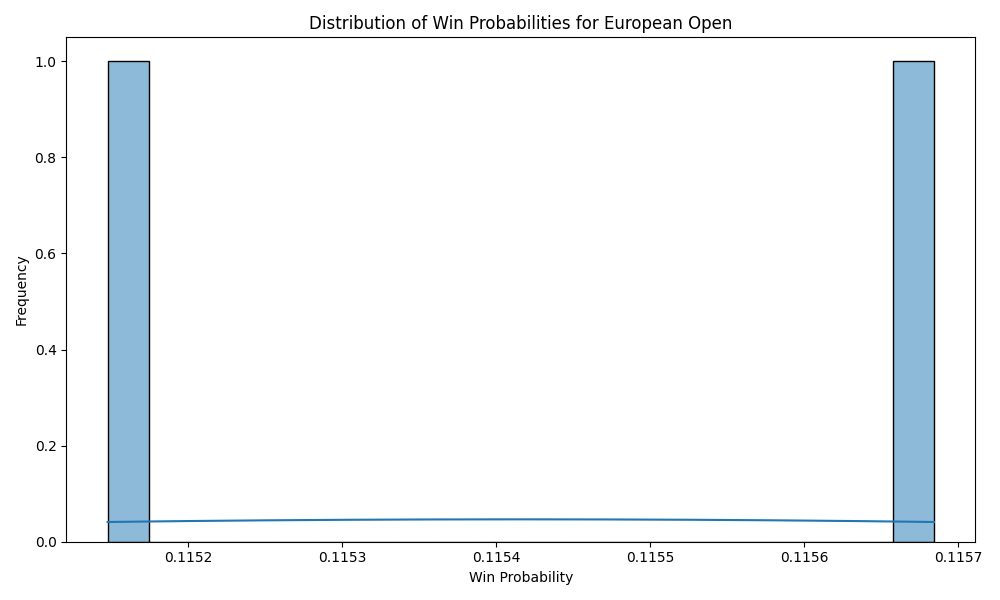 Distribution of Win Probabilities for European Open
Frequency
1.0
0.8
0.6
0.4
0.2
0.0
0.1152 0.1153 0.1154 0.1155 0.1156 0.1157
Win Probability